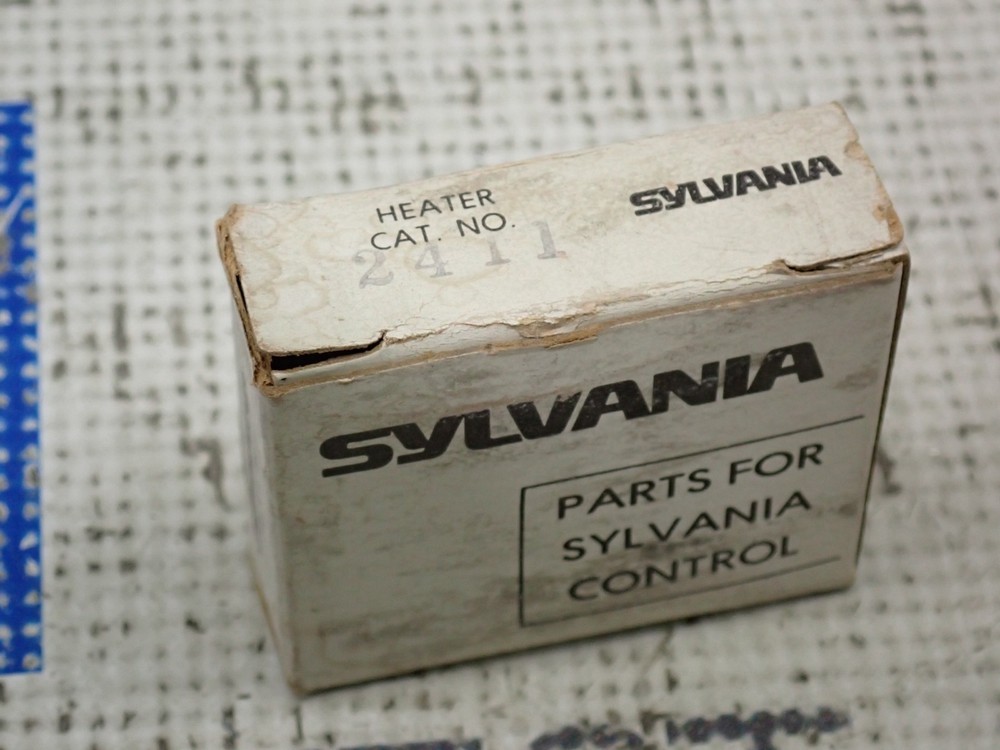 HEATER
CAT. NO.
2411
SYLVANIA
SYLVANIA
PARTS FOR
SYLVANIA
CONTROL